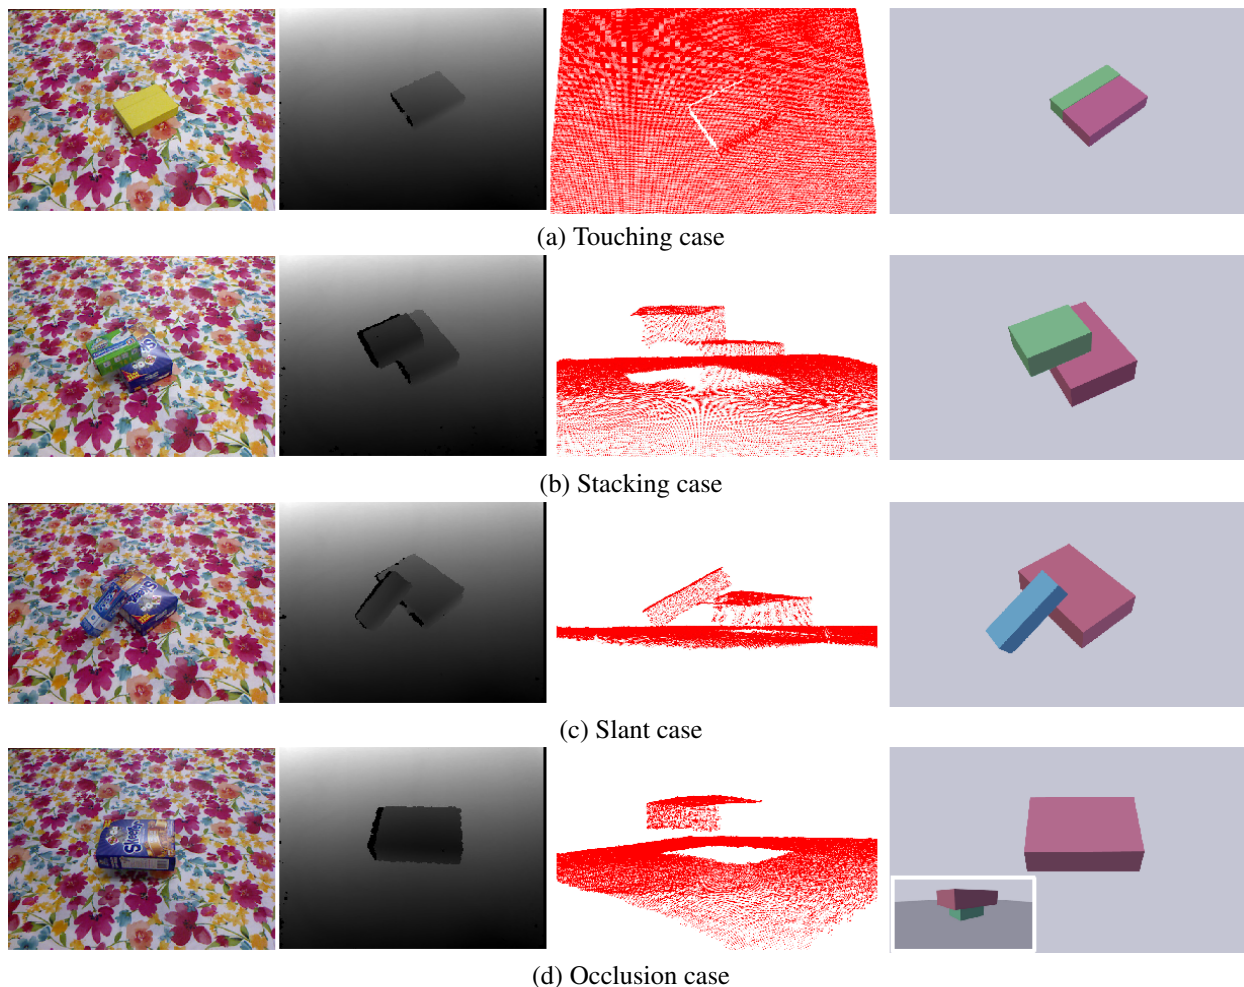 (a) Touching case
(b) Stacking case
(c) Slant case
(d) Occlusion case